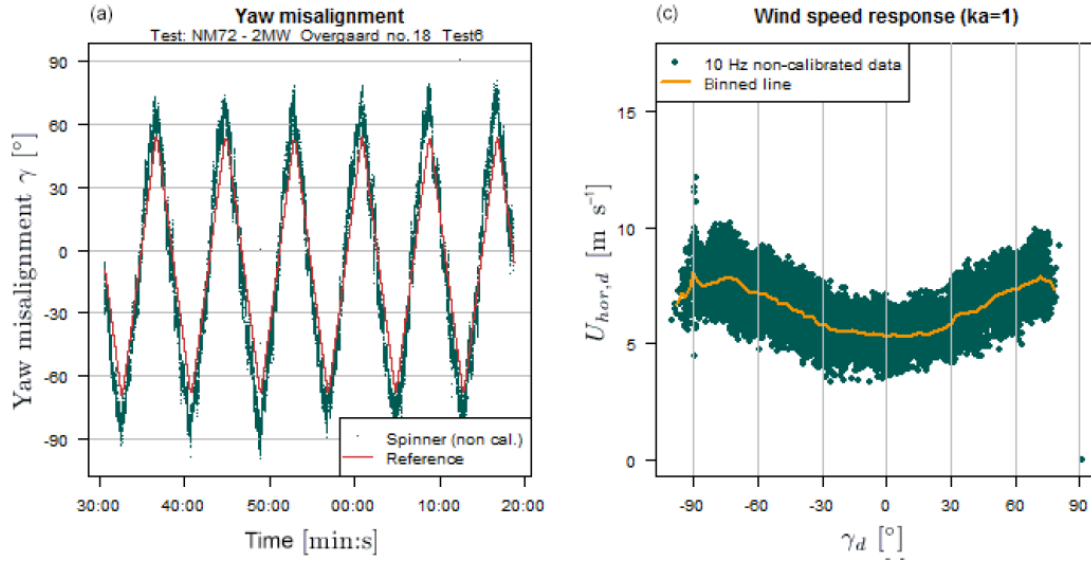 (a)
Yaw misalignment
Test: NM72 - 2MW Overgaard no. 18 Test6
Yaw misalignment γ [°]
90
60
30
0
-30
-60
-90
Spinner (non cal.)
Reference
30:00 40:00 50:00 00:00 10:00 20:00
Time [min:s]
(c)
Wind speed response (ka=1)
10 Hz non-calibrated data
Binned line
U_hor,d [m s⁻¹]
15
10
5
0
-90 -60 -30 0 30 60 90
γ_d [°]